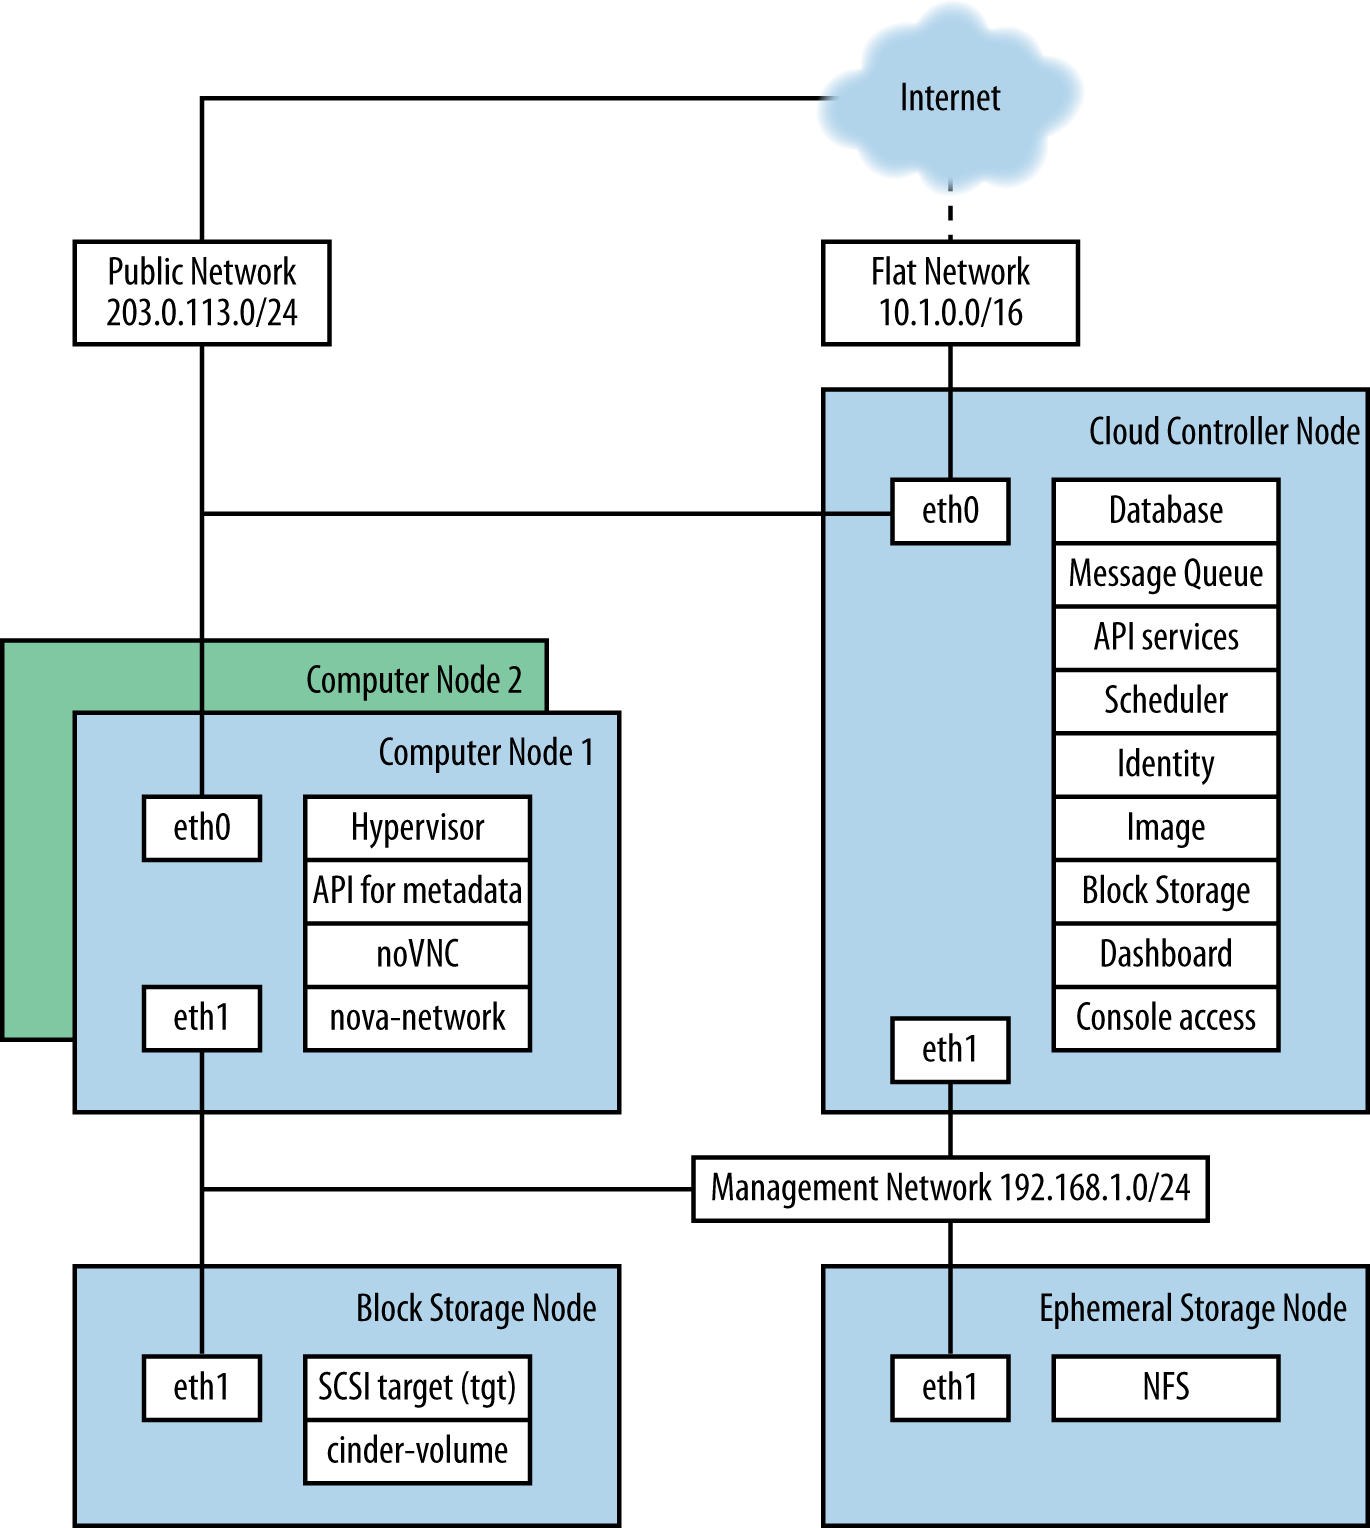 Internet
Public Network
203.0.113.0/24
Flat Network
10.1.0.0/16
Cloud Controller Node
eth0
Database
Message Queue
API services
Scheduler
Identity
Image
Block Storage
Dashboard
Console access
eth1
Computer Node 2
Computer Node 1
eth0
Hypervisor
API for metadata
noVNC
nova-network
eth1
Management Network 192.168.1.0/24
Block Storage Node
eth1
SCSI target (tgt)
cinder-volume
Ephemeral Storage Node
eth1
NFS